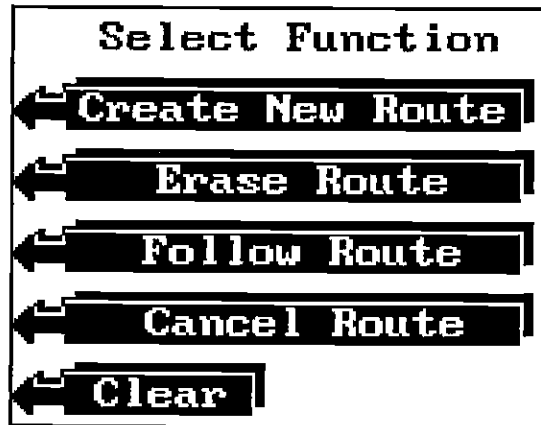 Select Function
Create New Route
Erase Route
Follow Route
Cancel Route
Clear